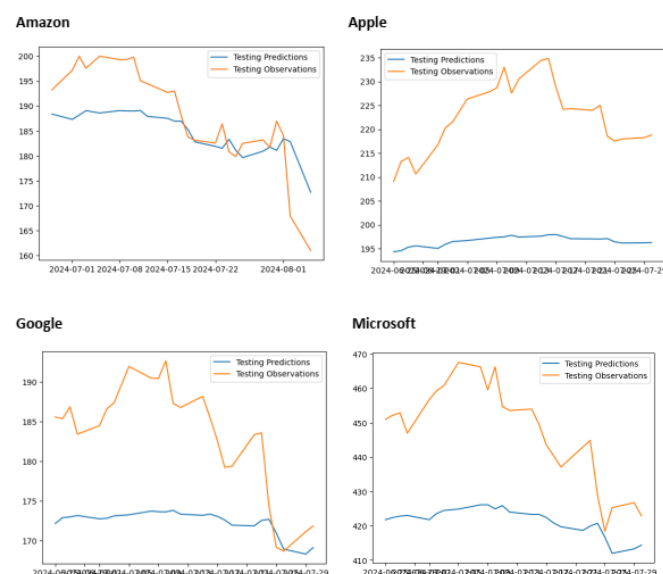 Amazon
Apple
200
195
190
185
180
175
170
165
160
Testing Predictions
Testing Observations
2024-07-01 2024-07-08 2024-07-15 2024-07-22 2024-08-01
235
230
225
220
215
210
205
200
195
Testing Predictions
Testing Observations
Google
Microsoft
190
185
180
175
170
Testing Predictions
Testing Observations
470
460
450
440
430
420
410
Testing Predictions
Testing Observations